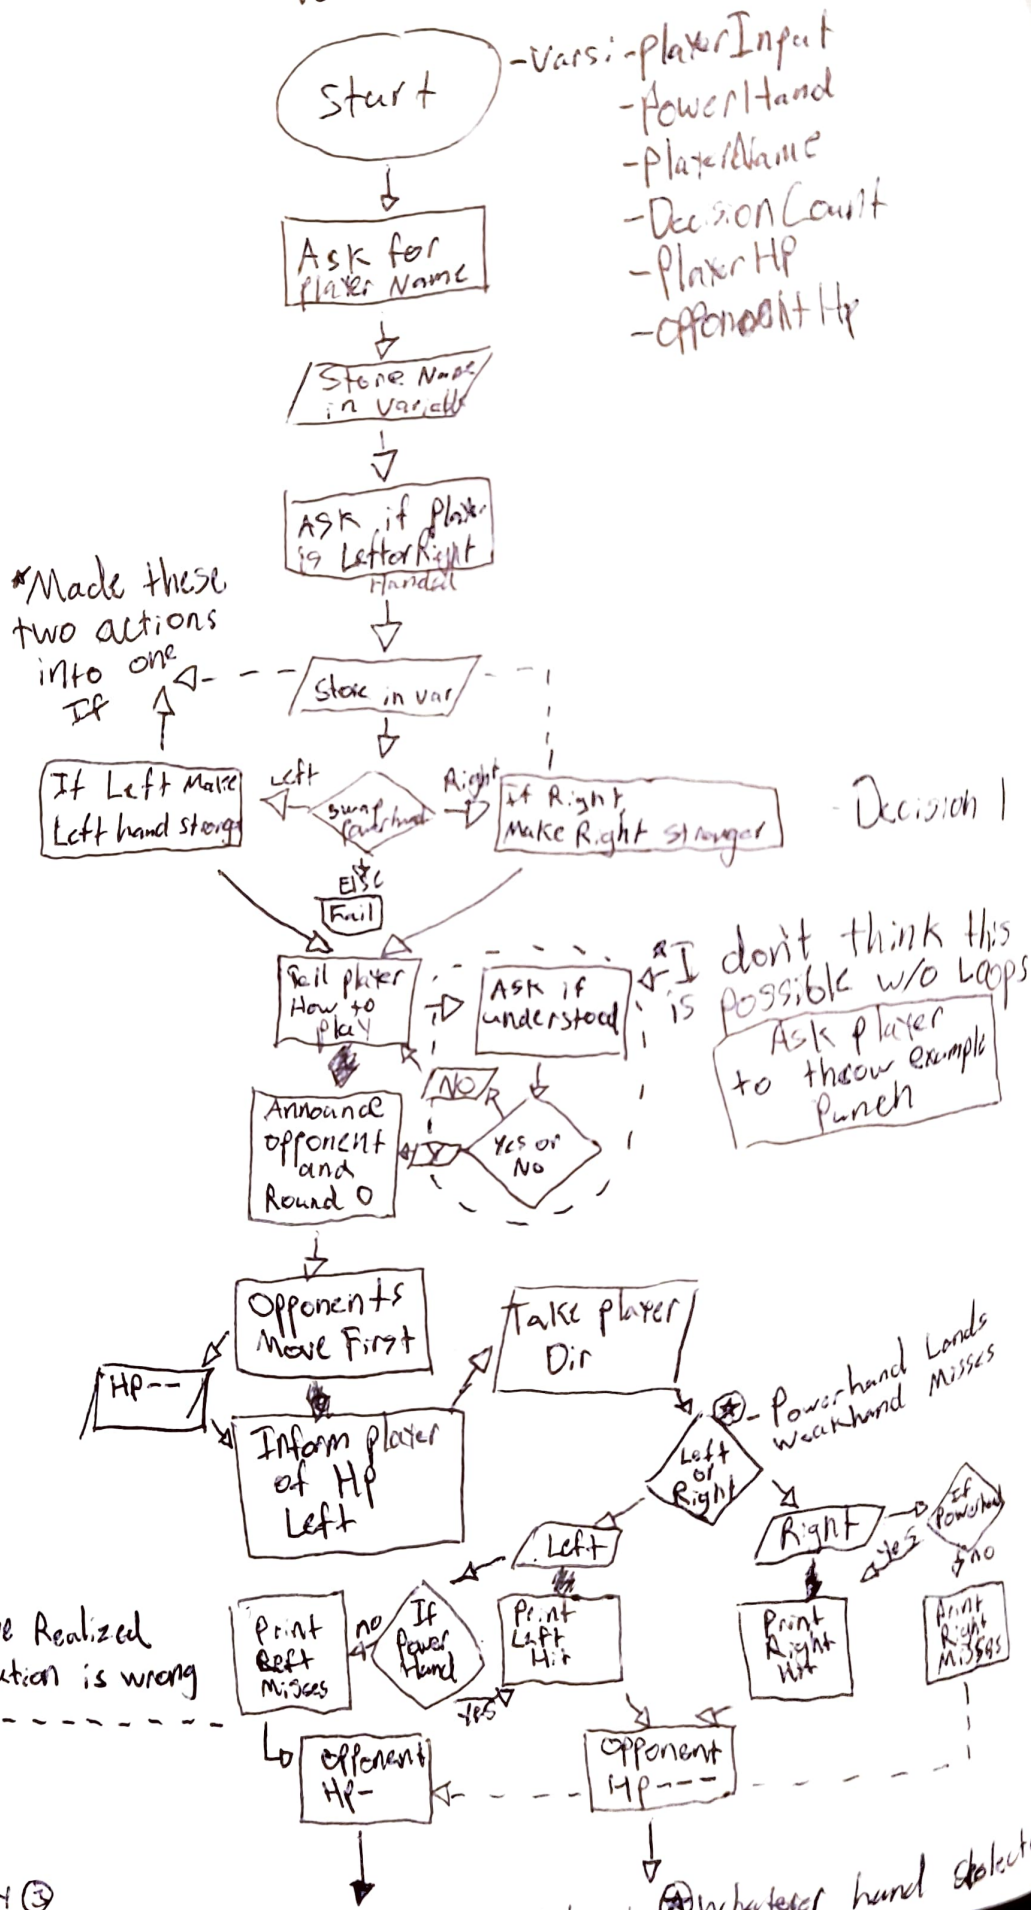 Start
-Vars: -playerInput
-PowerHand
-PlayerName
-DecisionCount
-PlayerHP
-OpponentHp
Ask for
Player Name
Store Name
in Variable
ASK if Player
is Left or Right
Handed
*Made these
two actions
into one
If
Store in var
If Left Make
Left hand Stronger
Left
Swap
Powerhand
Right
If Right,
Make Right Stronger
- Decision 1
Else
Fail
Tell player
How to
play
Ask if
understood
*I don't think this
is possible w/o Loops
Ask player
to throw example
Punch
NO
Y
Yes or
No
Announce
opponent
and
Round 0
Opponents
Move First
HP--
Inform player
of Hp
Left
Take player
Dir
- Powerhand Lands
weakhand Misses
Left
or
Right
Left
Right
If
Powerhand
yes
no
If
Power
Hand
no
yes
Print
Left
Misses
Print
Left
Hit
Print
Right
Hit
Print
Right
Misses
Realized
is wrong
Opponent
HP-
Opponent
HP---
3
whatever hand